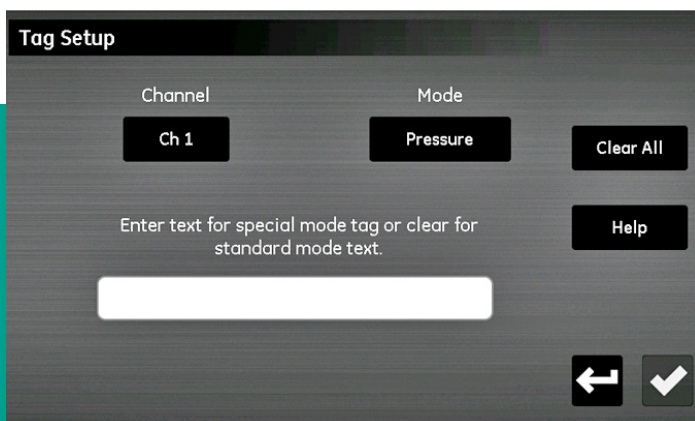 Tag Setup
Channel
Mode
Ch 1
Pressure
Clear All
Enter text for special mode tag or clear for
standard mode text.
Help